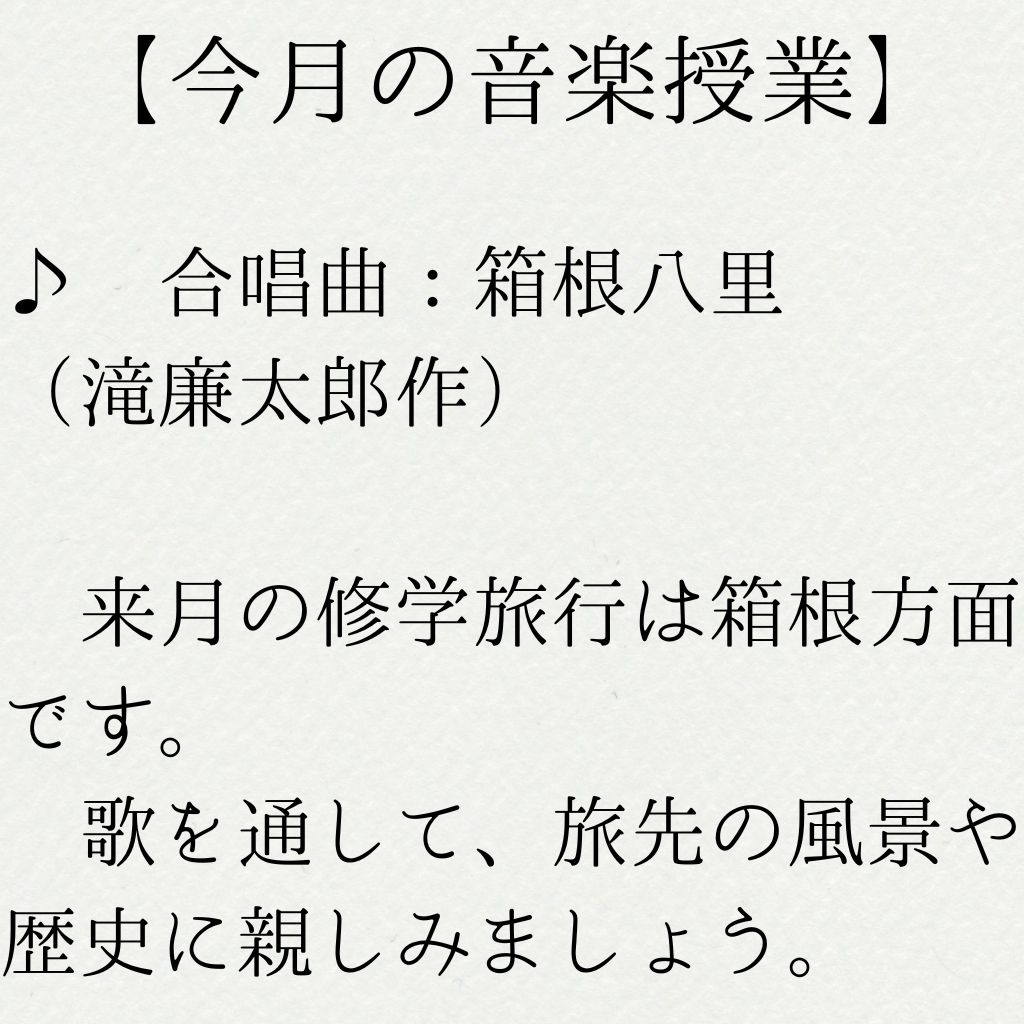 【今月の音楽授業】
♪　合唱曲：箱根八里
（滝廉太郎作）
　来月の修学旅行は箱根方面
です。
　歌を通して、旅先の風景や
歴史に親しみましょう。